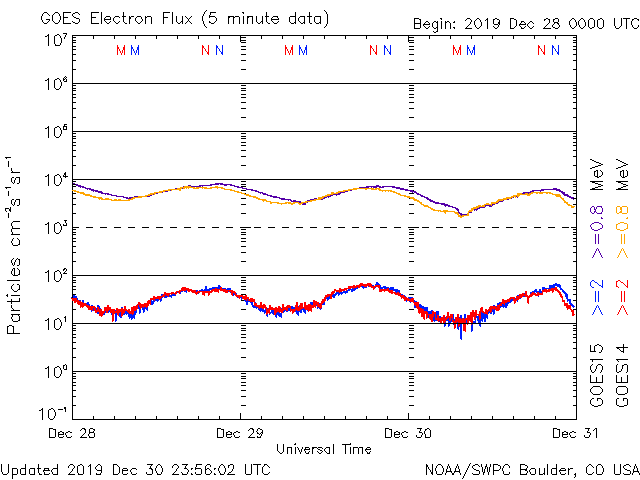 GOES Electron Flux (5 minute data)
Begin: 2019 Dec 28 0000 UTC
M M N N M M N N M M N N
10⁷
10⁶
10⁵
10⁴
10³
10²
10¹
10⁰
10⁻¹
Particles cm⁻²s⁻¹sr⁻¹
Dec 28 Dec 29 Dec 30 Dec 31
Universal Time
GOES15 >=2 >=0.8 MeV
GOES14 >=2 >=0.8 MeV
Updated 2019 Dec 30 23:56:02 UTC
NOAA/SWPC Boulder, CO USA